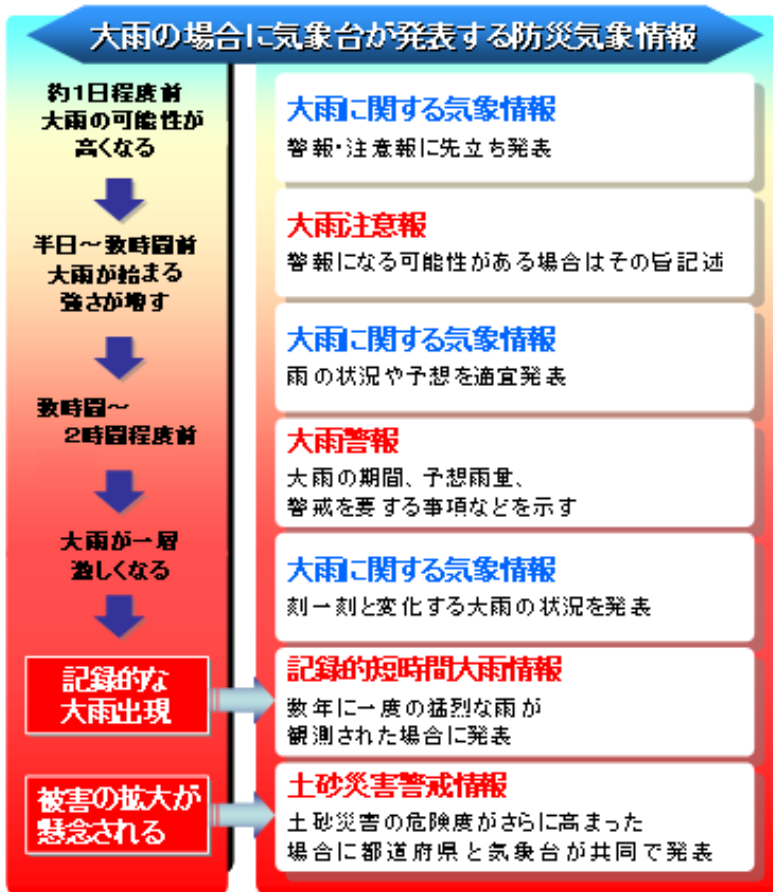 大雨の場合に気象台が発表する防災気象情報
約1日程度前
大雨の可能性が
高くなる
大雨に関する気象情報
警報・注意報に先立ち発表
半日～数時間前
大雨が始まる
強さが増す
大雨注意報
警報になる可能性がある場合はその旨記述
大雨に関する気象情報
雨の状況や予想を適宜発表
数時間～
2時間程度前
大雨警報
大雨の期間、予想雨量、
警戒を要する事項などを示す
大雨が一層
激しくなる
大雨に関する気象情報
刻一刻と変化する大雨の状況を発表
記録的な
大雨出現
記録的短時間大雨情報
数年に一度の猛烈な雨が
観測された場合に発表
被害の拡大が
懸念される
土砂災害警戒情報
土砂災害の危険度がさらに高まった
場合に都道府県と気象台が共同で発表